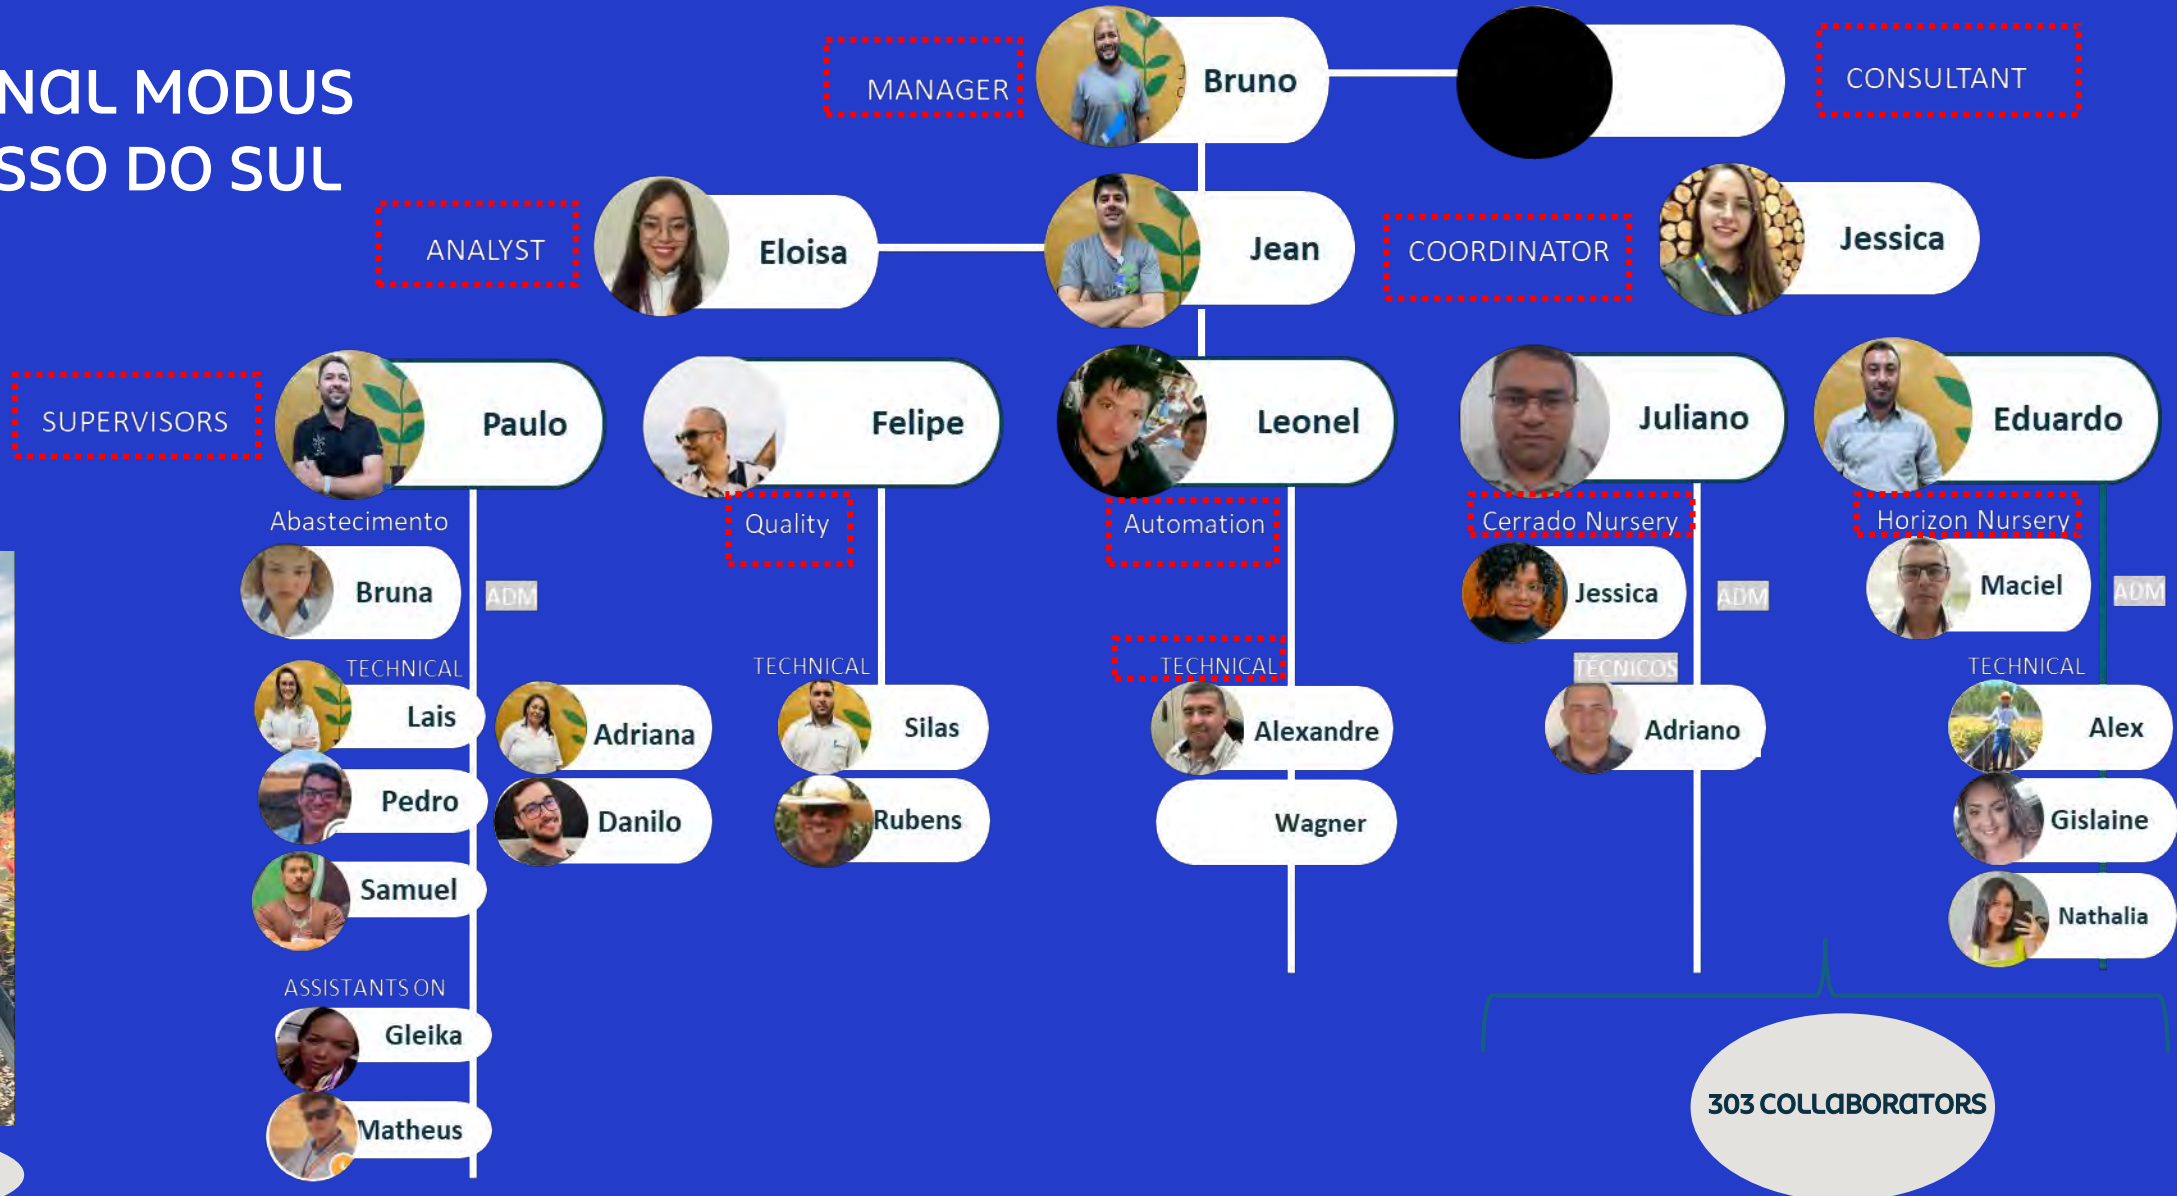 NAL MODUS
SSO DO SUL
MANAGER
Bruno
CONSULTANT
ANALYST
Eloisa
Jean
COORDINATOR
Jessica
SUPERVISORS
Paulo
Felipe
Leonel
Juliano
Eduardo
Abastecimento
Quality
Automation
Cerrado Nursery
Horizon Nursery
Bruna
ADM
Jessica
ADM
Maciel
ADM
TECHNICAL
TECHNICAL
TECHNICAL
TÉCNICOS
TECHNICAL
Lais
Adriana
Silas
Alexandre
Adriano
Alex
Pedro
Danilo
Rubens
Wagner
Gislaine
Samuel
Nathalia
ASSISTANTS ON
Gleika
Matheus
303 COLLABORATORS